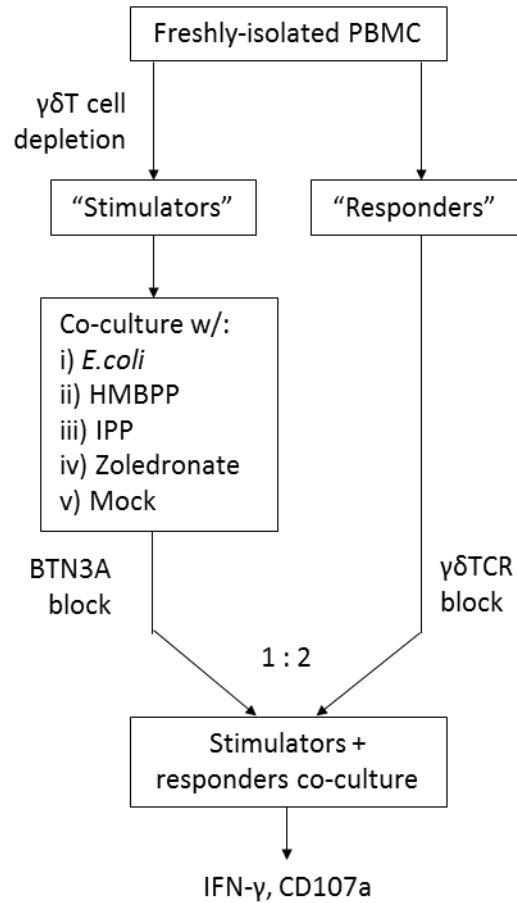 Freshly-isolated PBMC
γδT cell
depletion
“Stimulators”
“Responders”
Co-culture w/:
i) E.coli
ii) HMBPP
iii) IPP
iv) Zoledronate
v) Mock
BTN3A
block
γδTCR
block
1 : 2
Stimulators +
responders co-culture
IFN-γ, CD107a